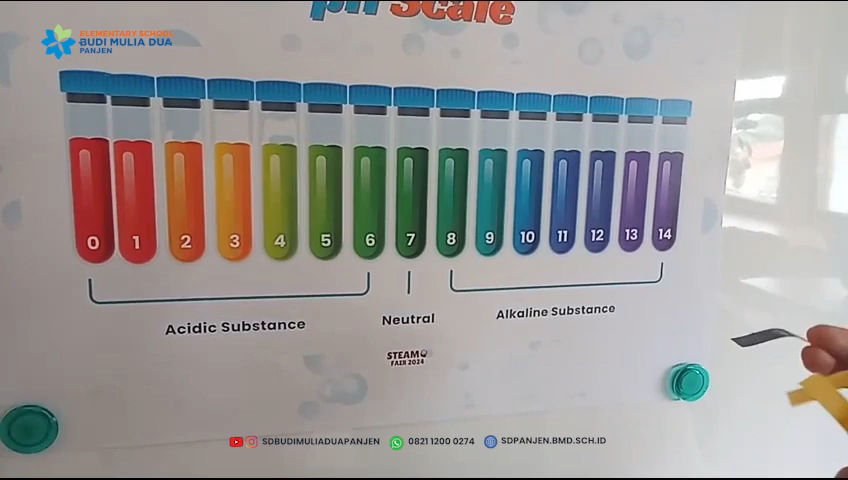 pH Scale
ELEMENTARY SCHOOL
BUDI MULIA DUA
PANJEN
0 1 2 3 4 5 6 7 8 9 10 11 12 13 14
Acidic Substance
Neutral
Alkaline Substance
STEAM
FAIR 2024
SDBUDIMULIADUAPANJEN
0821 1200 0274
SDPANJEN.BMD.SCH.ID